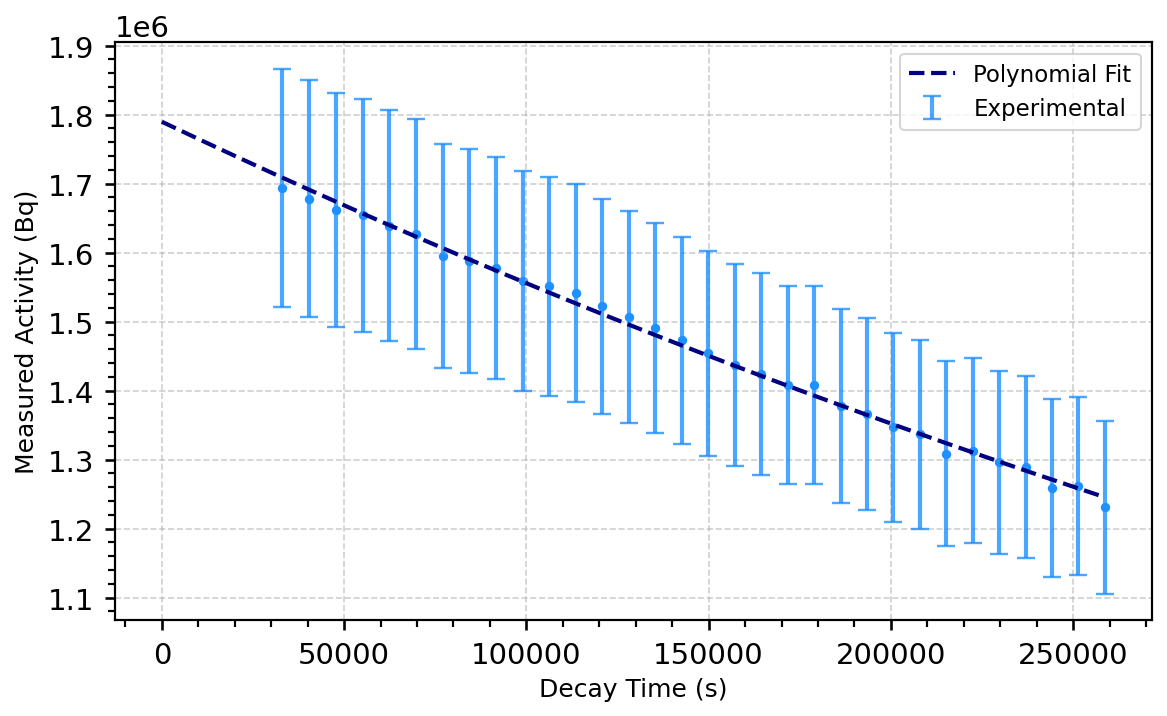 1e6
1.9
1.8
1.7
1.6
1.5
1.4
1.3
1.2
1.1
Measured Activity (Bq)
Polynomial Fit
Experimental
0 50000 100000 150000 200000 250000
Decay Time (s)